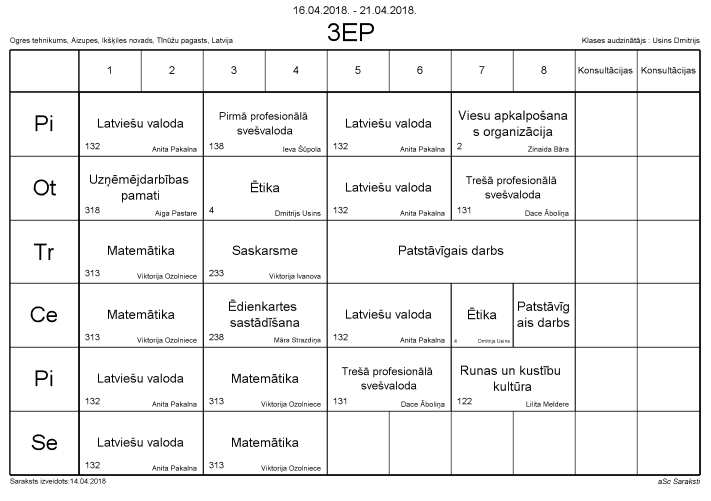 16.04.2018. - 21.04.2018.
3EP
Ogres tehnikums, Aizupes, Ikšķiles novads, Tīnūžu pagasts, Latvija
Klases audzinātājs : Usins Dmitrijs
1 2 3 4 5 6 7 8 Konsultācijas Konsultācijas
Pi
Latviešu valoda
132 Anita Pakalna
Pirmā profesionālā
svešvaloda
138 Ieva Šūpola
Latviešu valoda
132 Anita Pakalna
Viesu apkalpošana
s organizācija
2 Zinaida Bāra
Ot
Uzņēmējdarbības
pamati
318 Aiga Pastare
Ētika
4 Dmitrijs Usins
Latviešu valoda
132 Anita Pakalna
Trešā profesionālā
svešvaloda
131 Dace Āboliņa
Tr
Matemātika
313 Viktorija Ozolniece
Saskarsme
233 Viktorija Ivanova
Patstāvīgais darbs
Ce
Matemātika
313 Viktorija Ozolniece
Ēdienkartes
sastādīšana
238 Māra Strazdiņa
Latviešu valoda
132 Anita Pakalna
Ētika
4 Dmitrijs Usins
Patstāvīg
ais darbs
Pi
Latviešu valoda
132 Anita Pakalna
Matemātika
313 Viktorija Ozolniece
Trešā profesionālā
svešvaloda
131 Dace Āboliņa
Runas un kustību
kultūra
122 Lilita Meldere
Se
Latviešu valoda
132 Anita Pakalna
Matemātika
313 Viktorija Ozolniece
Saraksts izveidots:14.04.2018
aSc Saraksti